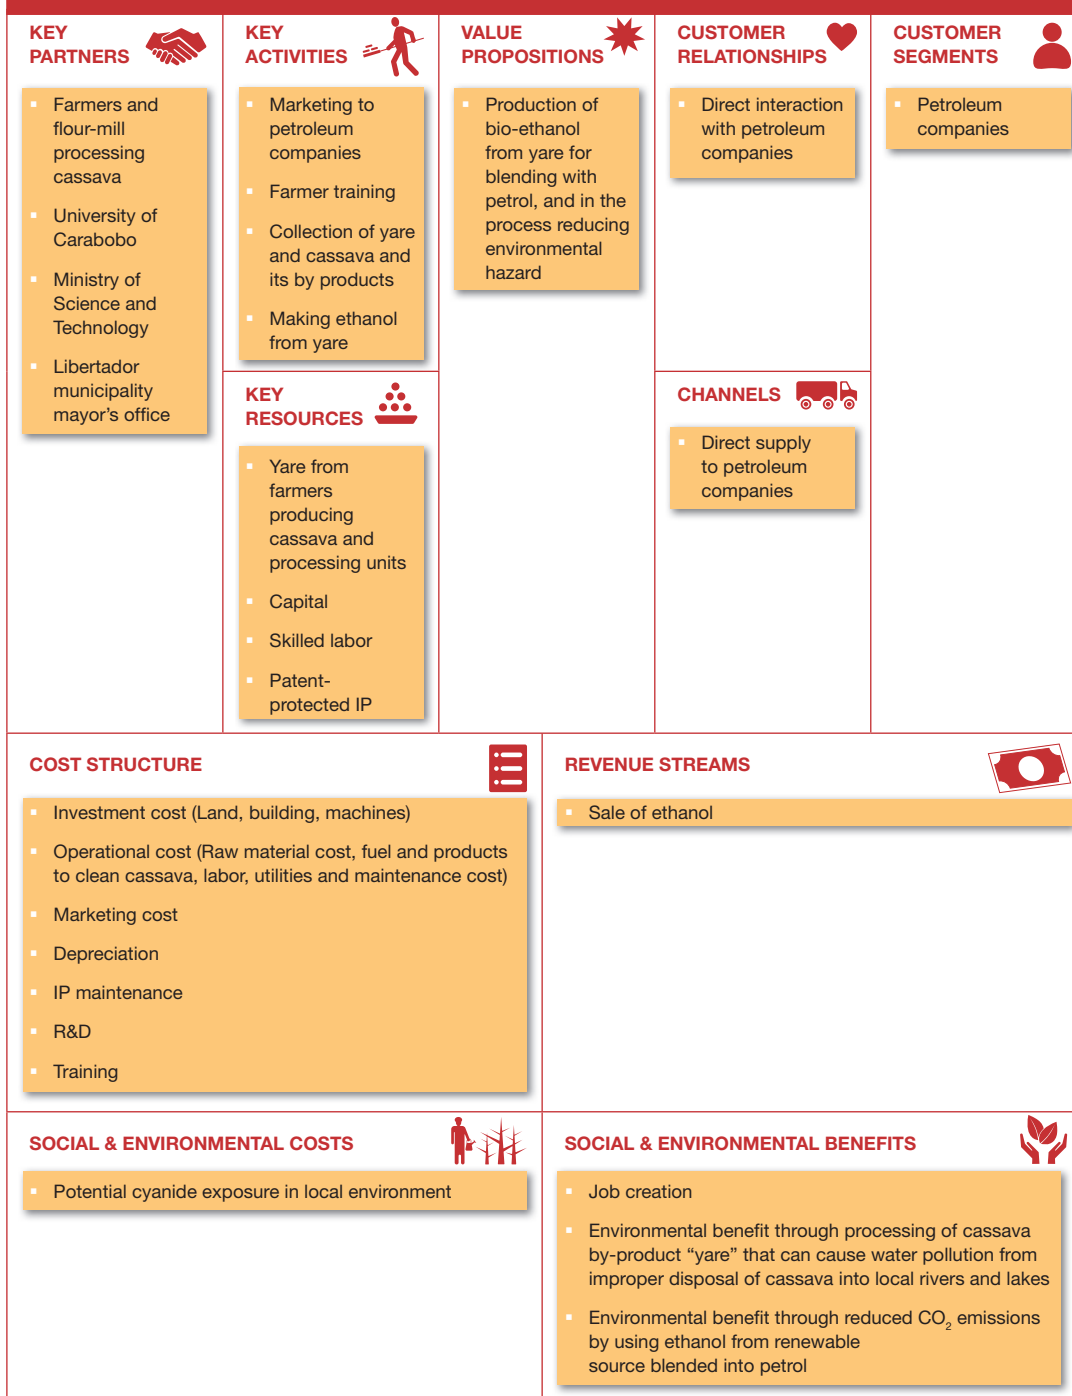 KEY
PARTNERS
Farmers and
flour-mill
processing
cassava
University of
Carabobo
Ministry of
Science and
Technology
Libertador
municipality
mayor’s office
KEY
ACTIVITIES
Marketing to
petroleum
companies
Farmer training
Collection of yare
and cassava and
its by products
Making ethanol
from yare
KEY
RESOURCES
Yare from
farmers
producing
cassava and
processing units
Capital
Skilled labor
Patent-
protected IP
VALUE
PROPOSITIONS
Production of
bio-ethanol
from yare for
blending with
petrol, and in the
process reducing
environmental
hazard
CUSTOMER
RELATIONSHIPS
Direct interaction
with petroleum
companies
CHANNELS
Direct supply
to petroleum
companies
CUSTOMER
SEGMENTS
Petroleum
companies
COST STRUCTURE
Investment cost (Land, building, machines)
Operational cost (Raw material cost, fuel and products
to clean cassava, labor, utilities and maintenance cost)
Marketing cost
Depreciation
IP maintenance
R&D
Training
REVENUE STREAMS
Sale of ethanol
SOCIAL & ENVIRONMENTAL COSTS
Potential cyanide exposure in local environment
SOCIAL & ENVIRONMENTAL BENEFITS
Job creation
Environmental benefit through processing of cassava
by-product “yare” that can cause water pollution from
improper disposal of cassava into local rivers and lakes
Environmental benefit through reduced CO₂ emissions
by using ethanol from renewable
source blended into petrol